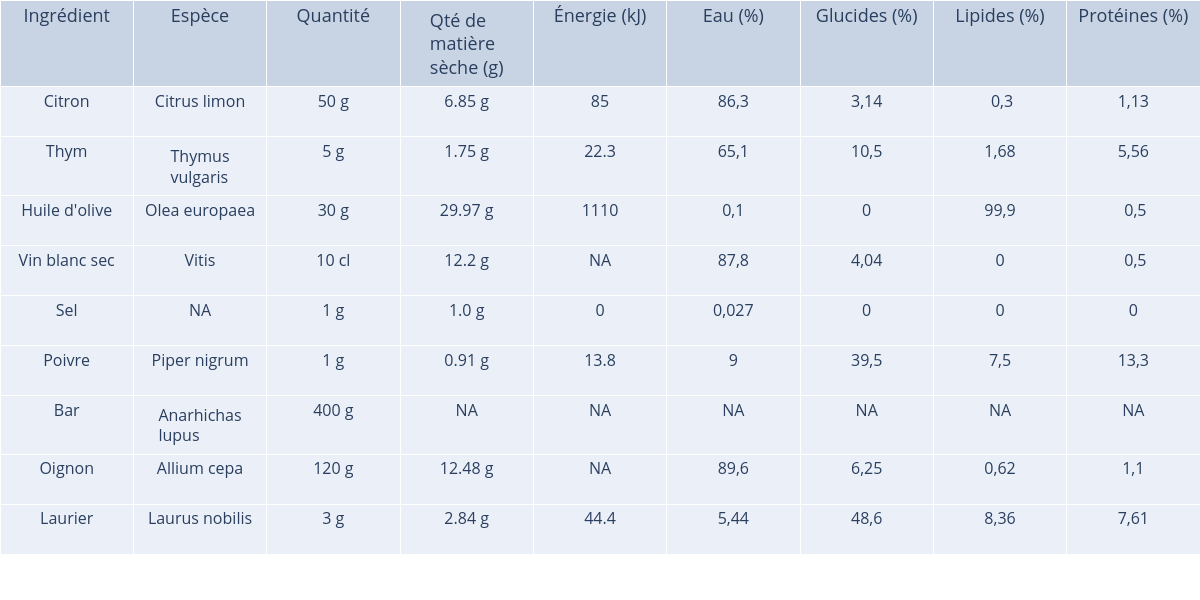 Ingrédient Espèce Quantité Qté de matière sèche (g) Énergie (kJ) Eau (%) Glucides (%) Lipides (%) Protéines (%)
Citron Citrus limon 50 g 6.85 g 85 86,3 3,14 0,3 1,13
Thym Thymus vulgaris 5 g 1.75 g 22.3 65,1 10,5 1,68 5,56
Huile d'olive Olea europaea 30 g 29.97 g 1110 0,1 0 99,9 0,5
Vin blanc sec Vitis 10 cl 12.2 g NA 87,8 4,04 0 0,5
Sel NA 1 g 1.0 g 0 0,027 0 0 0
Poivre Piper nigrum 1 g 0.91 g 13.8 9 39,5 7,5 13,3
Bar Anarhichas lupus 400 g NA NA NA NA NA NA
Oignon Allium cepa 120 g 12.48 g NA 89,6 6,25 0,62 1,1
Laurier Laurus nobilis 3 g 2.84 g 44.4 5,44 48,6 8,36 7,61